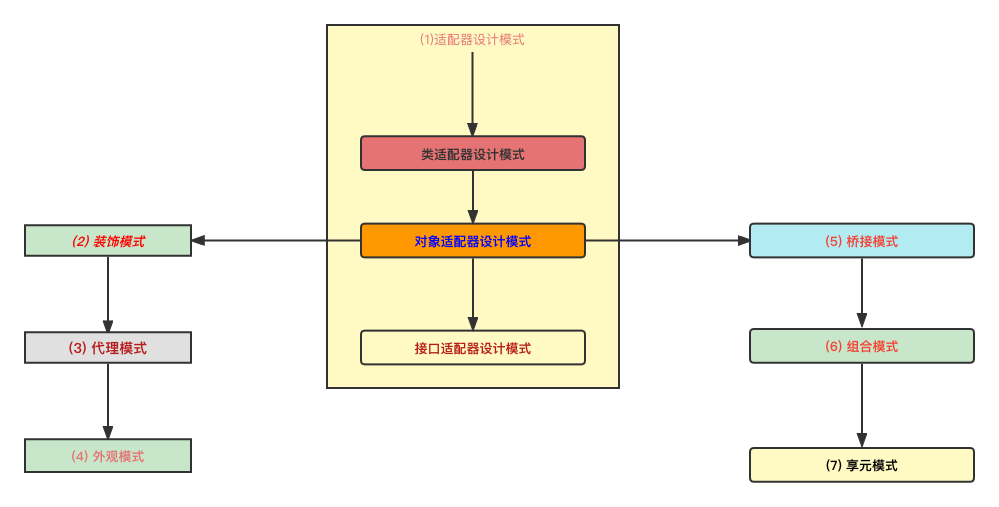 (1)适配器设计模式
类适配器设计模式
(2) 装饰模式
对象适配器设计模式
(5) 桥接模式
(3) 代理模式
接口适配器设计模式
(6) 组合模式
(4) 外观模式
(7) 享元模式